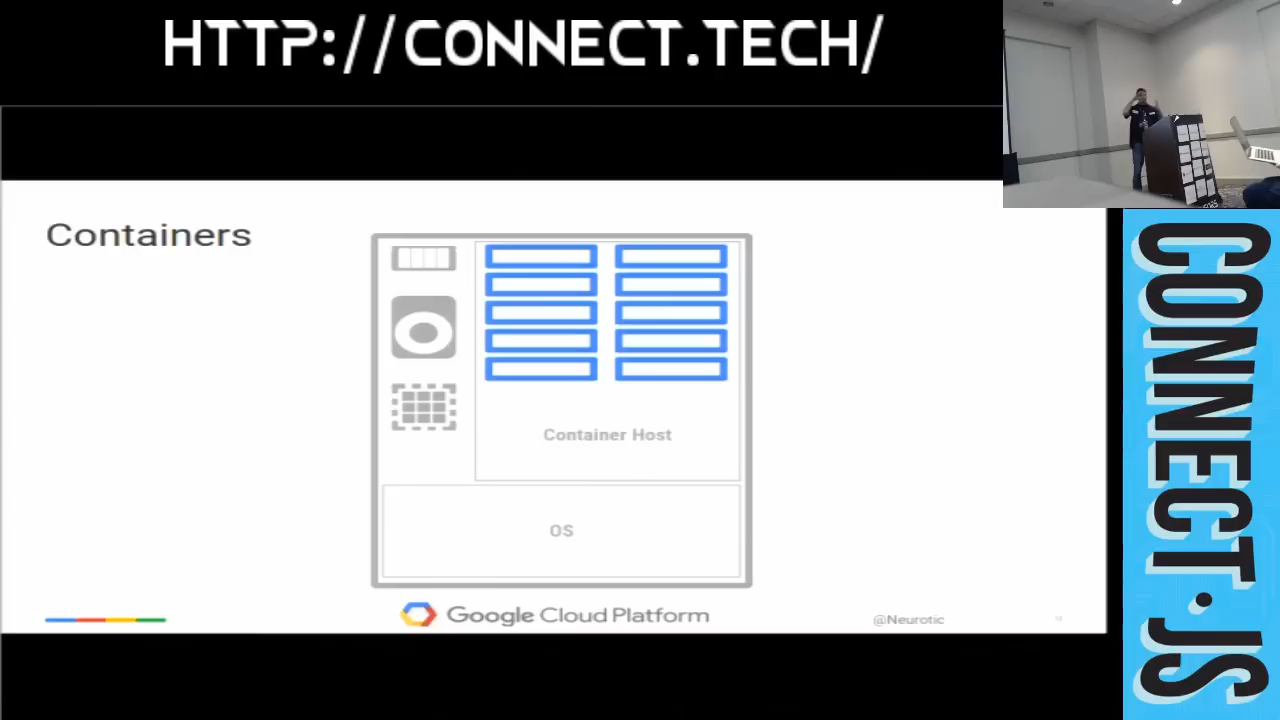 HTTP://CONNECT.TECH/
Containers
Container Host
OS
Google Cloud Platform
@Neurotic
CONNECT.JS